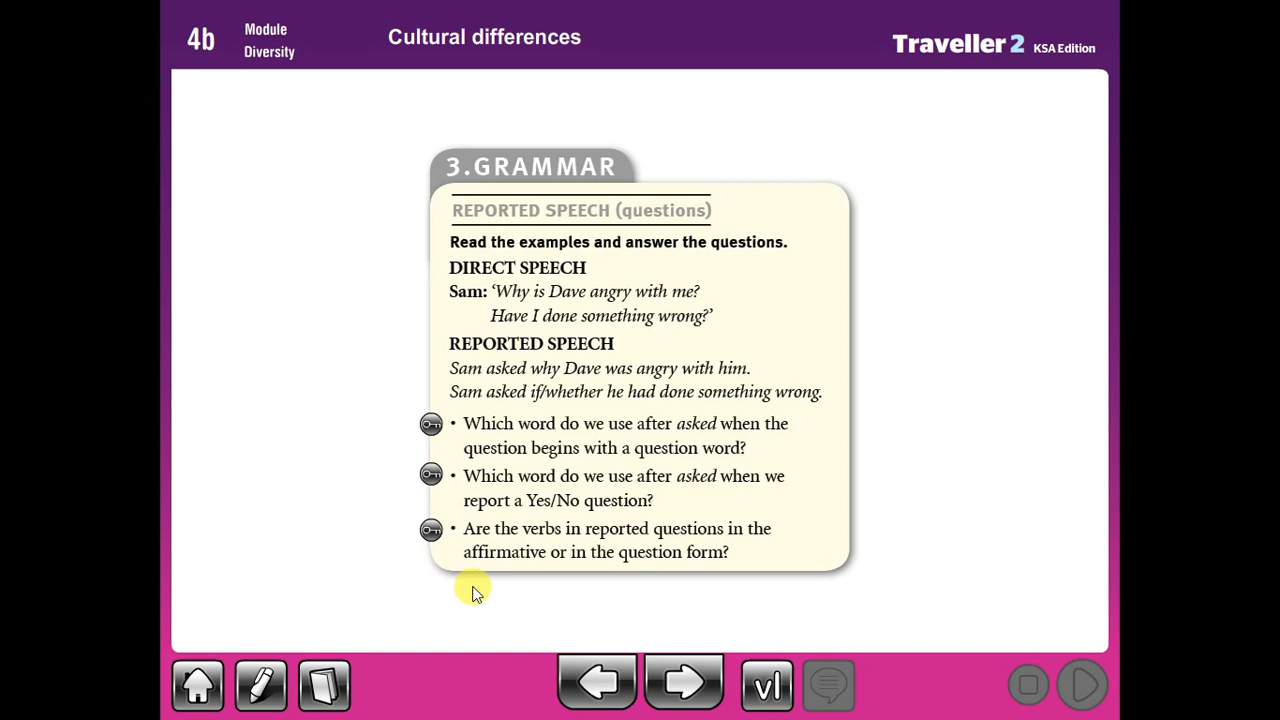 4b
Module
Diversity
Cultural differences
Traveller 2 KSA Edition
3.GRAMMAR
REPORTED SPEECH (questions)
Read the examples and answer the questions.
DIRECT SPEECH
Sam: ‘Why is Dave angry with me?
Have I done something wrong?’
REPORTED SPEECH
Sam asked why Dave was angry with him.
Sam asked if/whether he had done something wrong.
• Which word do we use after asked when the
question begins with a question word?
• Which word do we use after asked when we
report a Yes/No question?
• Are the verbs in reported questions in the
affirmative or in the question form?
vl